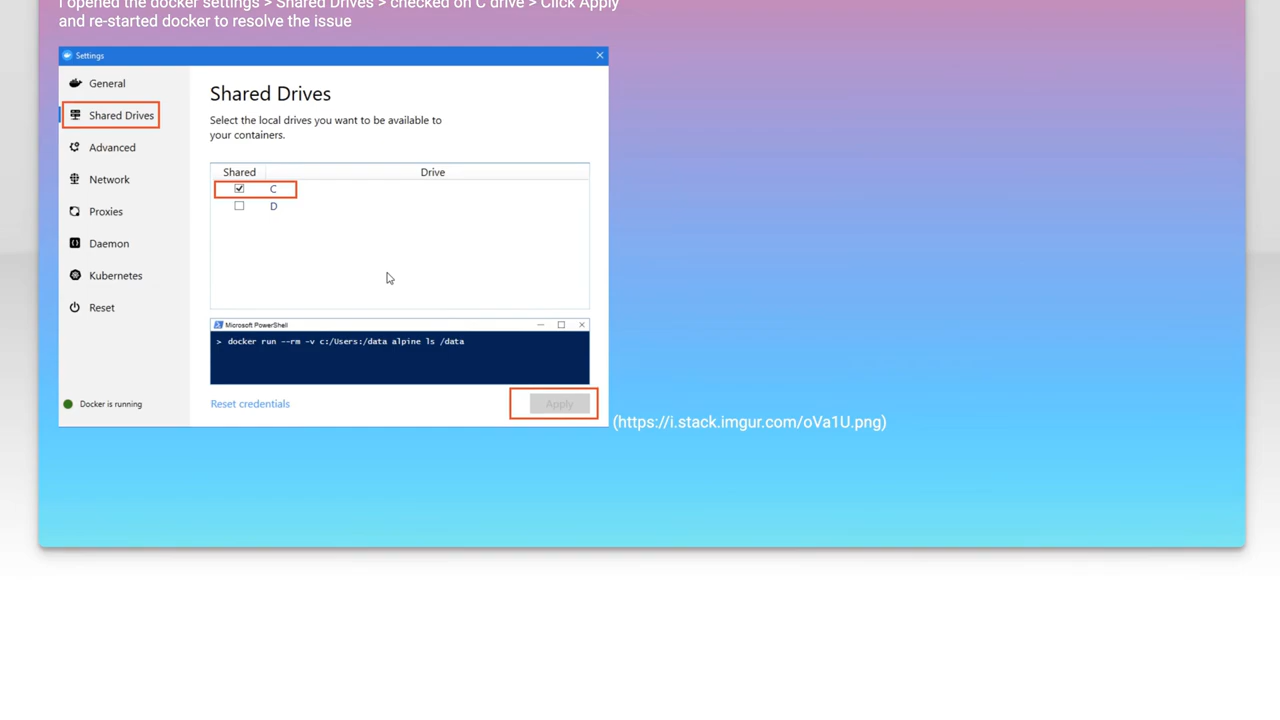 I opened the docker settings > Shared Drives > checked on C drive > Click Apply
and re-started docker to resolve the issue
Settings
General
Shared Drives
Advanced
Network
Proxies
Daemon
Kubernetes
Reset
Docker is running
Shared Drives
Select the local drives you want to be available to
your containers.
Shared Drive
C
D
Microsoft PowerShell
> docker run --rm -v c:/Users:/data alpine ls /data
Reset credentials
Apply
(https://i.stack.imgur.com/oVa1U.png)